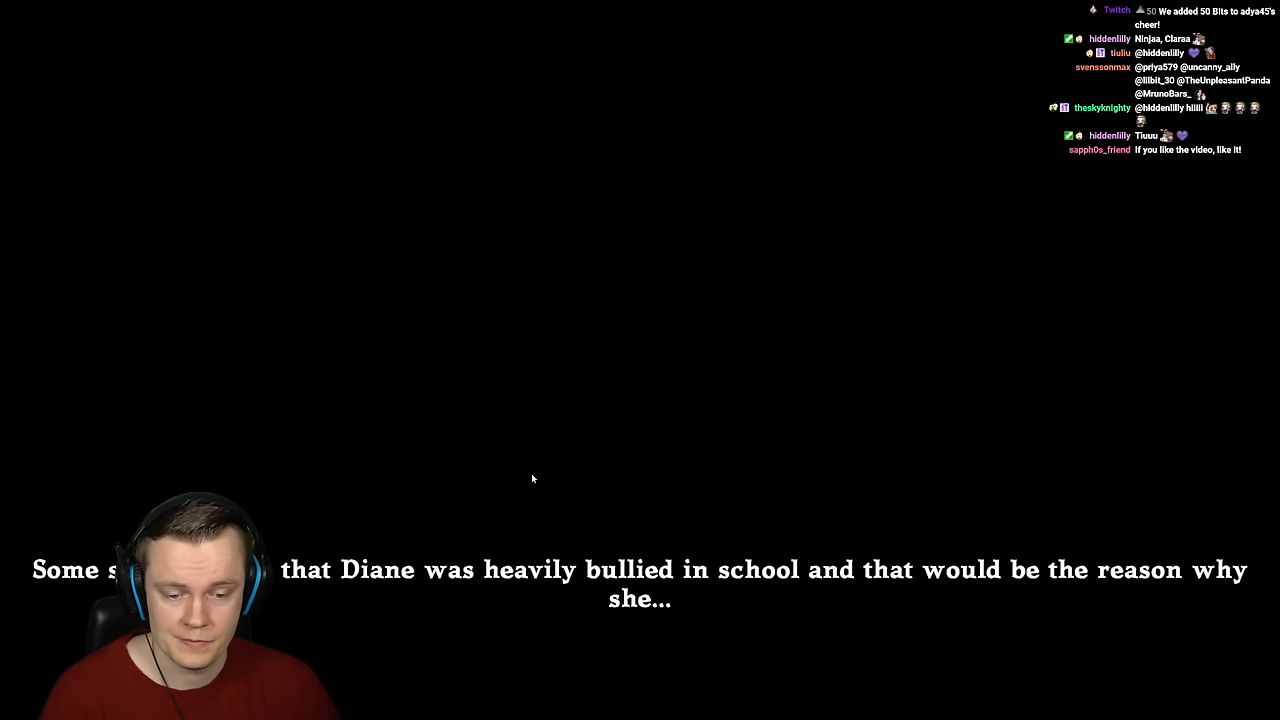 Twitch 50 We added 50 Bits to adya45's
cheer!
hiddenlilly Ninjaa, Claraa
tiuliu @hiddenlilly
svenssonmax @priya579 @uncanny_ally
@lilbit_30 @TheUnpleasantPanda
@MrunoBars_
theskyknighty @hiddenlilly hiiiii
hiddenlilly Tiuuu
sapph0s_friend If you like the video, like it!
Some that Diane was heavily bullied in school and that would be the reason why
she...